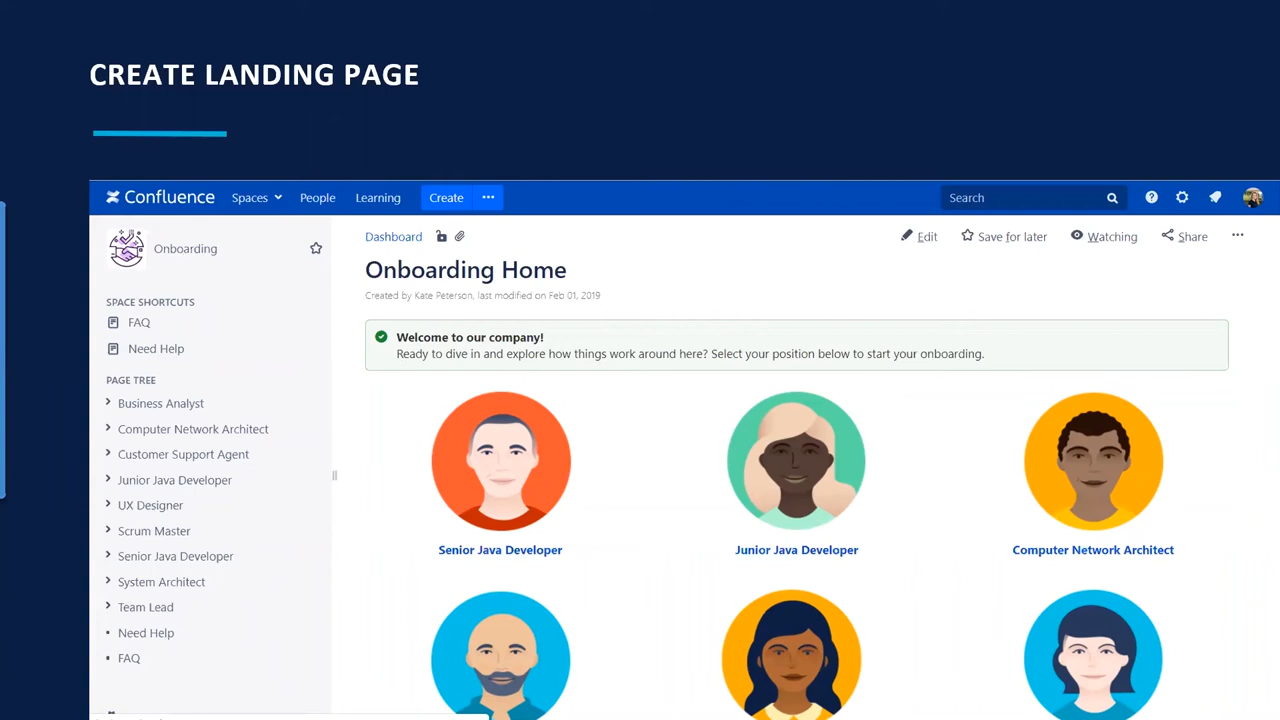 CREATE LANDING PAGE
Confluence Spaces People Learning Create Search
Onboarding
SPACE SHORTCUTS
FAQ
Need Help
PAGE TREE
Business Analyst
Computer Network Architect
Customer Support Agent
Junior Java Developer
UX Designer
Scrum Master
Senior Java Developer
System Architect
Team Lead
Need Help
FAQ
Dashboard
Edit Save for later Watching Share
Onboarding Home
Created by Kate Peterson, last modified on Feb 01, 2019
Welcome to our company!
Ready to dive in and explore how things work around here? Select your position below to start your onboarding.
Senior Java Developer Junior Java Developer Computer Network Architect